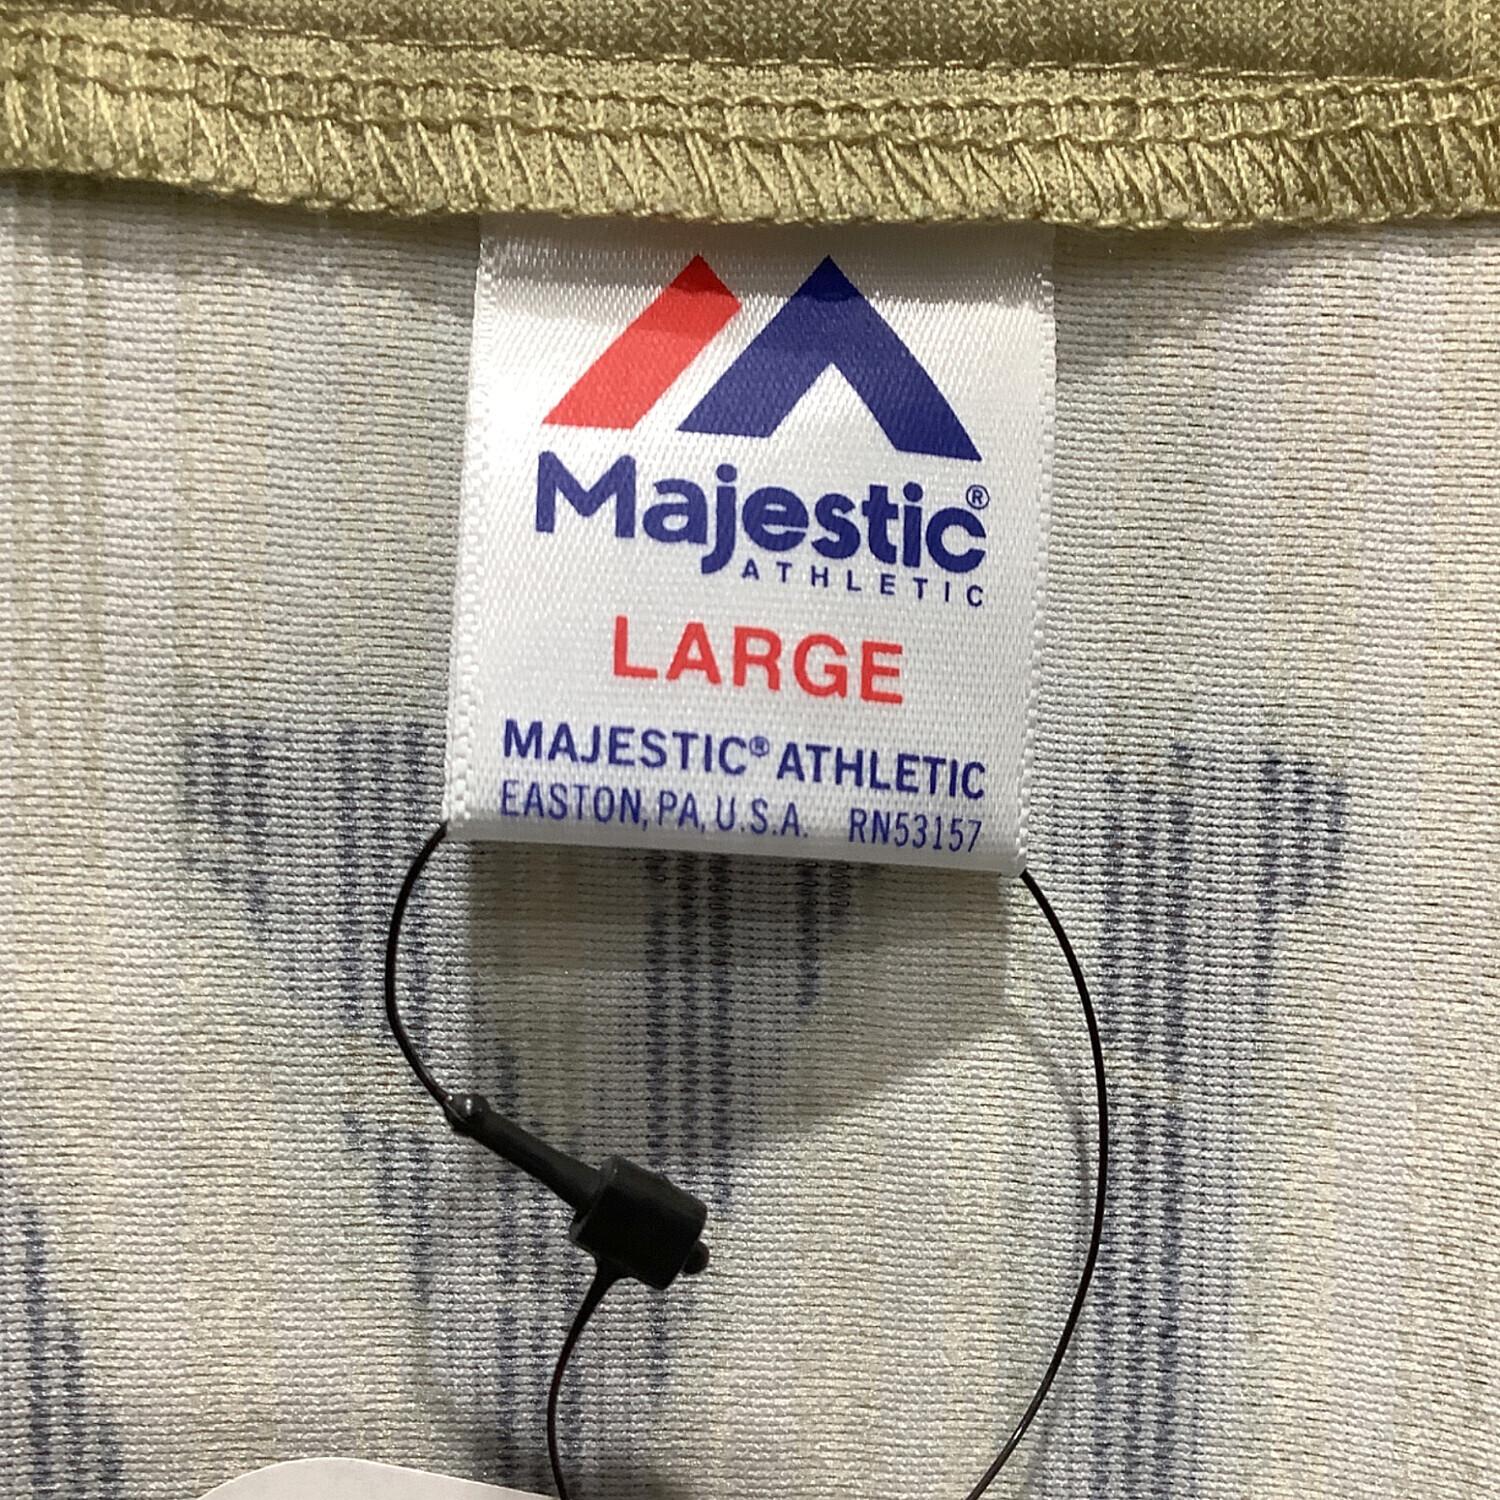 Majestic®
ATHLETIC
LARGE
MAJESTIC® ATHLETIC
EASTON, PA, U.S.A. RN53157